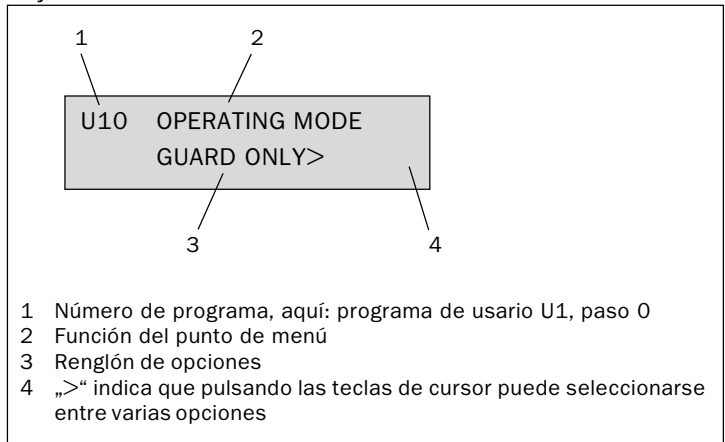 1 2
U10 OPERATING MODE
GUARD ONLY>
3 4
1 Número de programa, aquí: programa de usario U1, paso 0
2 Función del punto de menú
3 Renglón de opciones
4 „>“ indica que pulsando las teclas de cursor puede seleccionarse
entre varias opciones